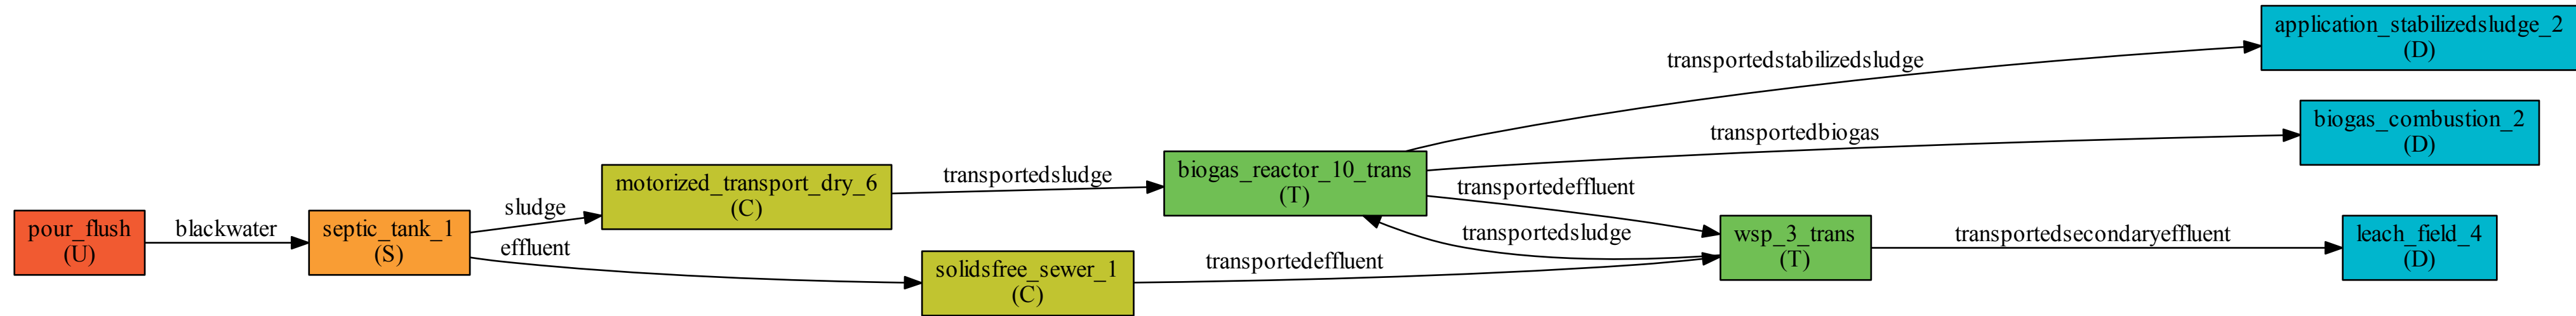 pour_flush
(U)
blackwater
septic_tank_1
(S)
sludge
effluent
motorized_transport_dry_6
(C)
solidsfree_sewer_1
(C)
transportedsludge
transportedeffluent
biogas_reactor_10_trans
(T)
transportedstabilizedsludge
transportedbiogas
transportedeffluent
transportedsludge
wsp_3_trans
(T)
transportedsecondaryeffluent
application_stabilizedsludge_2
(D)
biogas_combustion_2
(D)
leach_field_4
(D)